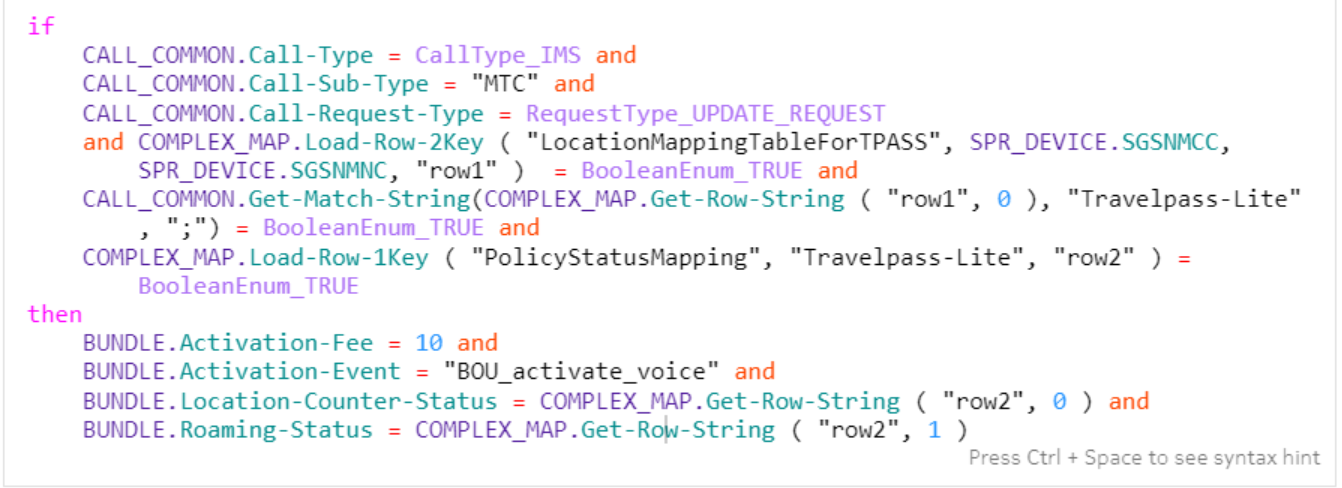 if
CALL_COMMON.Call-Type = CallType_IMS and
CALL_COMMON.Call-Sub-Type = "MTC" and
CALL_COMMON.Call-Request-Type = RequestType_UPDATE_REQUEST
and COMPLEX_MAP.Load-Row-2Key ( "LocationMappingTableForTPASS", SPR_DEVICE.SGSNMCC,
SPR_DEVICE.SGSNMNC, "row1" )  = BooleanEnum_TRUE and
CALL_COMMON.Get-Match-String(COMPLEX_MAP.Get-Row-String ( "row1", 0 ), "Travelpass-Lite"
, ";") = BooleanEnum_TRUE and
COMPLEX_MAP.Load-Row-1Key ( "PolicyStatusMapping", "Travelpass-Lite", "row2" ) =
BooleanEnum_TRUE
then
BUNDLE.Activation-Fee = 10 and
BUNDLE.Activation-Event = "BOU_activate_voice" and
BUNDLE.Location-Counter-Status = COMPLEX_MAP.Get-Row-String ( "row2", 0 ) and
BUNDLE.Roaming-Status = COMPLEX_MAP.Get-Row-String ( "row2", 1 )
Press Ctrl + Space to see syntax hint